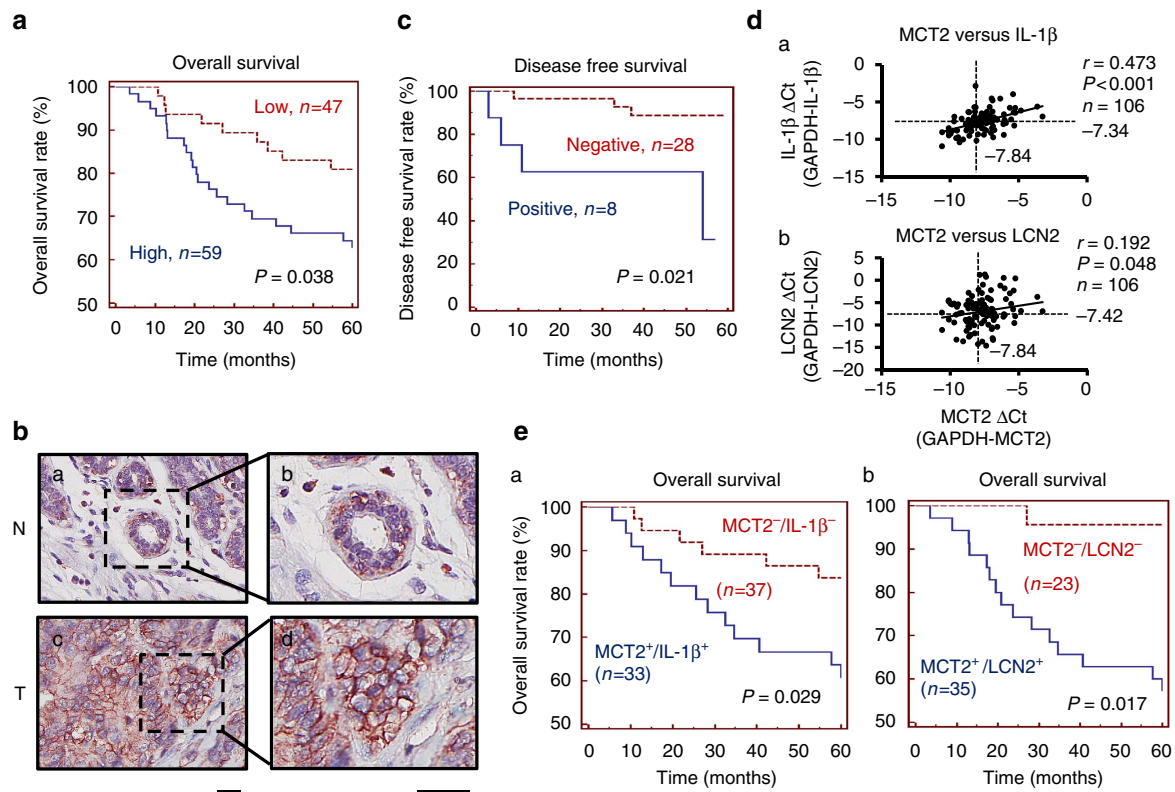 a
Overall survival
Overall survival rate (%)
100
90
80
70
60
50
Low, n=47
High, n=59
P = 0.038
0 10 20 30 40 50 60
Time (months)
c
Disease free survival
Disease free survival rate (%)
100
80
60
40
20
0
Negative, n=28
Positive, n=8
P = 0.021
0 10 20 30 40 50 60
Time (months)
d
a
MCT2 versus IL-1β
IL-1β ΔCt
(GAPDH-IL-1β)
0
−5
−10
−15
r = 0.473
P<0.001
n = 106
−7.34
−7.84
−15 −10 −5 0
b
MCT2 versus LCN2
LCN2 ΔCt
(GAPDH-LCN2)
5
0
−5
−10
−15
−20
r = 0.192
P = 0.048
n = 106
−7.42
−7.84
−15 −10 −5 0
MCT2 ΔCt
(GAPDH-MCT2)
b
N
a
b
T
c
d
e
a
Overall survival
Overall survival rate (%)
100
90
80
70
60
50
MCT2⁻/IL-1β⁻
(n=37)
MCT2⁺/IL-1β⁺
(n=33)
P = 0.029
0 10 20 30 40 50 60
Time (months)
b
Overall survival
100
90
80
70
60
50
MCT2⁻/LCN2⁻
(n=23)
MCT2⁺/LCN2⁺
(n=35)
P = 0.017
0 10 20 30 40 50 60
Time (months)